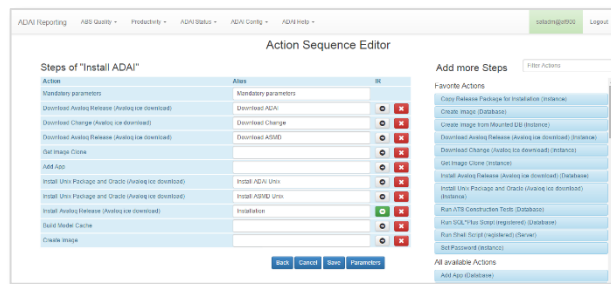 ADAI Reporting ABS Quality Productivity ADAI Status ADAI Config ADAI Help Logout
Action Sequence Editor
Steps of "Install ADAI"
Action Alias
Mandatory parameters Mandatory parameters
Download Avaloq Release (Avaloq ice download) Download ADAI
Download Change (Avaloq ice download) Download Change
Download Avaloq Release (Avaloq ice download) Download ASMD
Get Image Clone
Add App
Install Unix Package and Oracle (Avaloq ice download) Install ADAI Unix
Install Unix Package and Oracle (Avaloq ice download) Install ASMD Unix
Install Avaloq Release (Avaloq ice download) Installation
Build Model Cache
Create Image
Back Cancel Save Parameters
Add more Steps Filter Actions
Favorite Actions
Copy Release Package for Installation (Instance)
Create Image (Database)
Create Image from Mounted DB (Instance)
Download Avaloq Release (Avaloq ice download) (Instance)
Download Change (Avaloq ice download) (Instance)
Get Image Clone (Instance)
Install Avaloq Release (Avaloq ice download) (Database)
Install Unix Package and Oracle (Avaloq ice download)
(Instance)
Run ATB Construction Tools (Database)
Run SQL*Plus Script (registered) (Database)
Run Shell Script (registered) (Server)
Set Password (Instance)
All available Actions
Add App (Database)